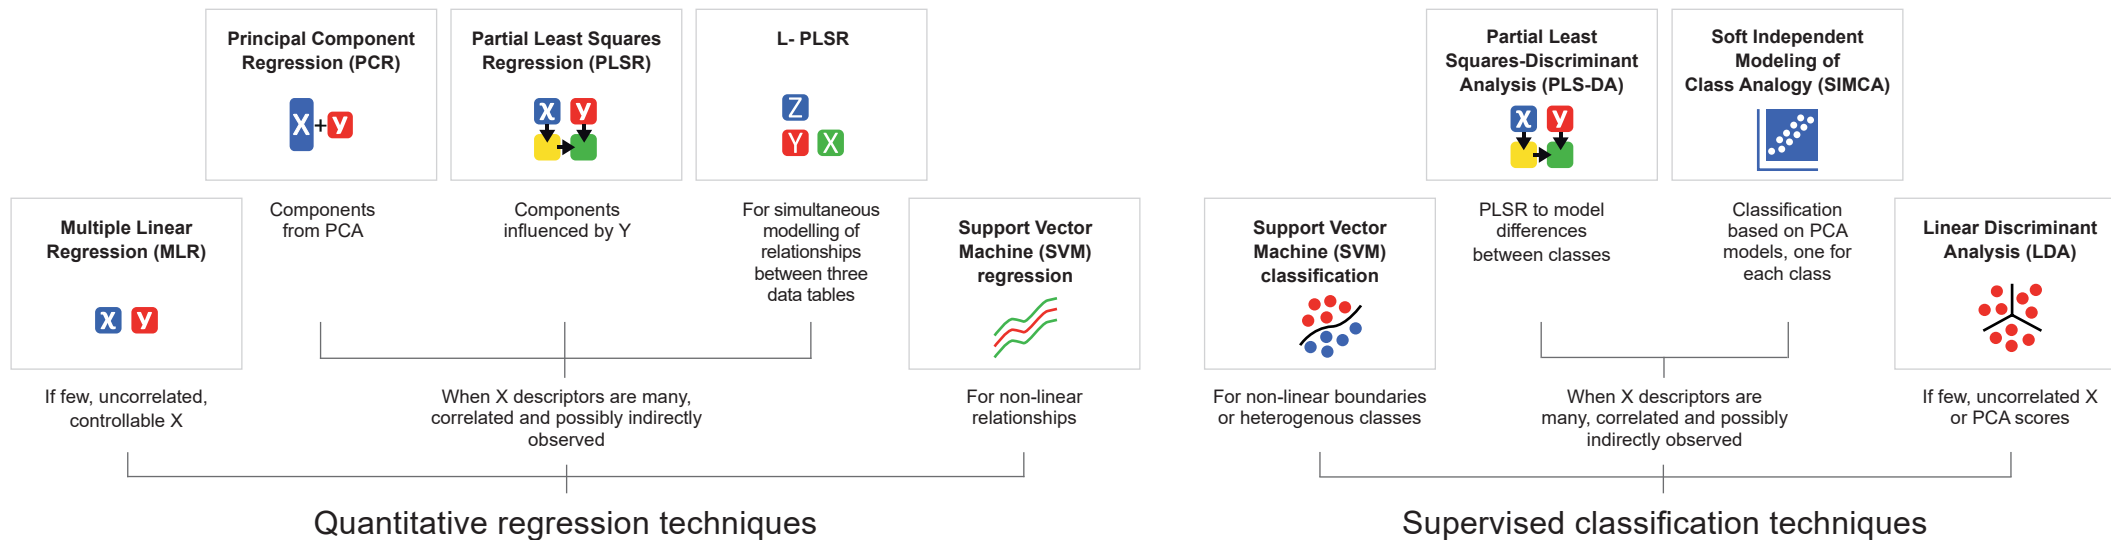 Principal Component
Regression (PCR)
X+y
Components
from PCA
Partial Least Squares
Regression (PLSR)
x y
Components
influenced by Y
L- PLSR
Z
Y X
For simultaneous
modelling of
relationships
between three
data tables
Multiple Linear
Regression (MLR)
x y
If few, uncorrelated,
controllable X
When X descriptors are many,
correlated and possibly indirectly
observed
Support Vector
Machine (SVM)
regression
For non-linear
relationships
Quantitative regression techniques
Partial Least
Squares-Discriminant
Analysis (PLS-DA)
x y
PLSR to model
differences
between classes
Soft Independent
Modeling of
Class Analogy (SIMCA)
Classification
based on PCA
models, one for
each class
Support Vector
Machine (SVM)
classification
For non-linear boundaries
or heterogenous classes
When X descriptors are
many, correlated and possibly
indirectly observed
Linear Discriminant
Analysis (LDA)
If few, uncorrelated X
or PCA scores
Supervised classification techniques